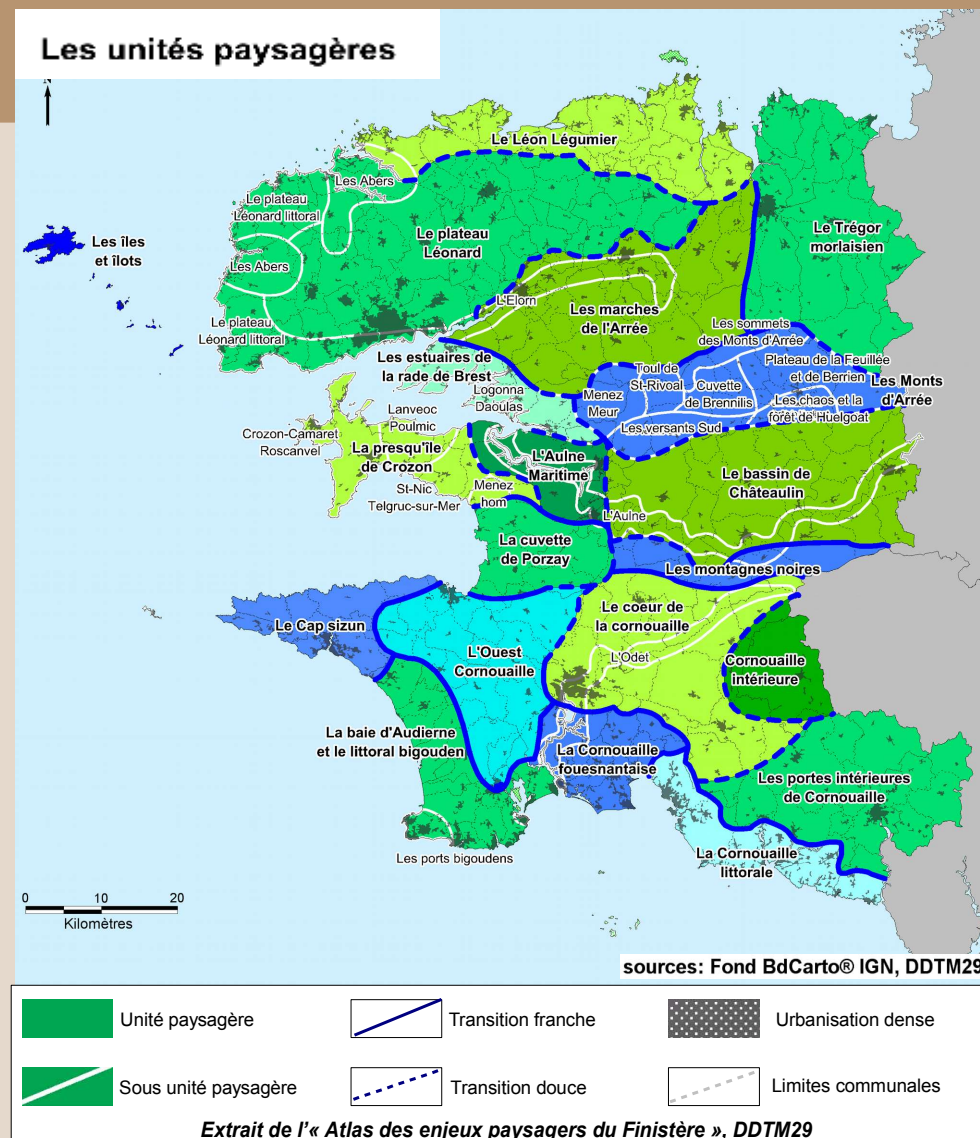 Les unités paysagères
N
Le Léon Légumier
Les Abers
Le plateau
Léonard littoral
Les îles
et îlots
Le plateau
Léonard
Le Trégor
morlaisien
Les Abers
L'Elorn
Les marches
de l'Arrée
Le plateau
Léonard littoral
Les sommets
des Monts d'Arrée
Les estuaires de
la rade de Brest
Toul de
St-Rivoal
Plateau de la Feuillée
et de Berrien
Les Monts
d'Arrée
Menez
Meur
Cuvette
de Brennilis
Logonna
Daoulas
Les chaos et la
forêt de Huelgoat
Lanveoc
Poulmic
Les versants Sud
Crozon-Camaret
Roscanvel
La presqu'île
de Crozon
L'Aulne
Maritime
Le bassin de
Châteaulin
St-Nic
Telgruc-sur-Mer
Menez
hom
L'Aulne
La cuvette
de Porzay
Les montagnes noires
Le Cap sizun
Le coeur de
la cornouaille
L'Ouest
Cornouaille
L'Odet
Cornouaille
intérieure
La baie d'Audierne
et le littoral bigouden
La Cornouaille
fouesnantaise
Les portes intérieures
de Cornouaille
Les ports bigoudens
La Cornouaille
littorale
0 10 20
Kilomètres
sources: Fond BdCarto® IGN, DDTM29
Unité paysagère
Transition franche
Urbanisation dense
Sous unité paysagère
Transition douce
Limites communales
Extrait de l'« Atlas des enjeux paysagers du Finistère », DDTM29